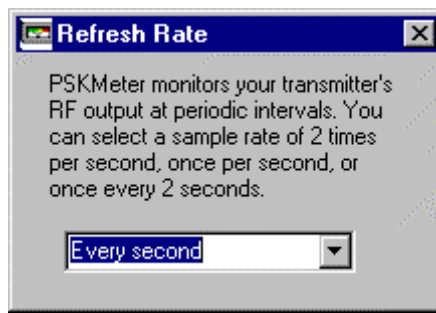 Refresh Rate
PSKMeter monitors your transmitter's
RF output at periodic intervals. You
can select a sample rate of 2 times
per second, once per second, or
once every 2 seconds.
Every second